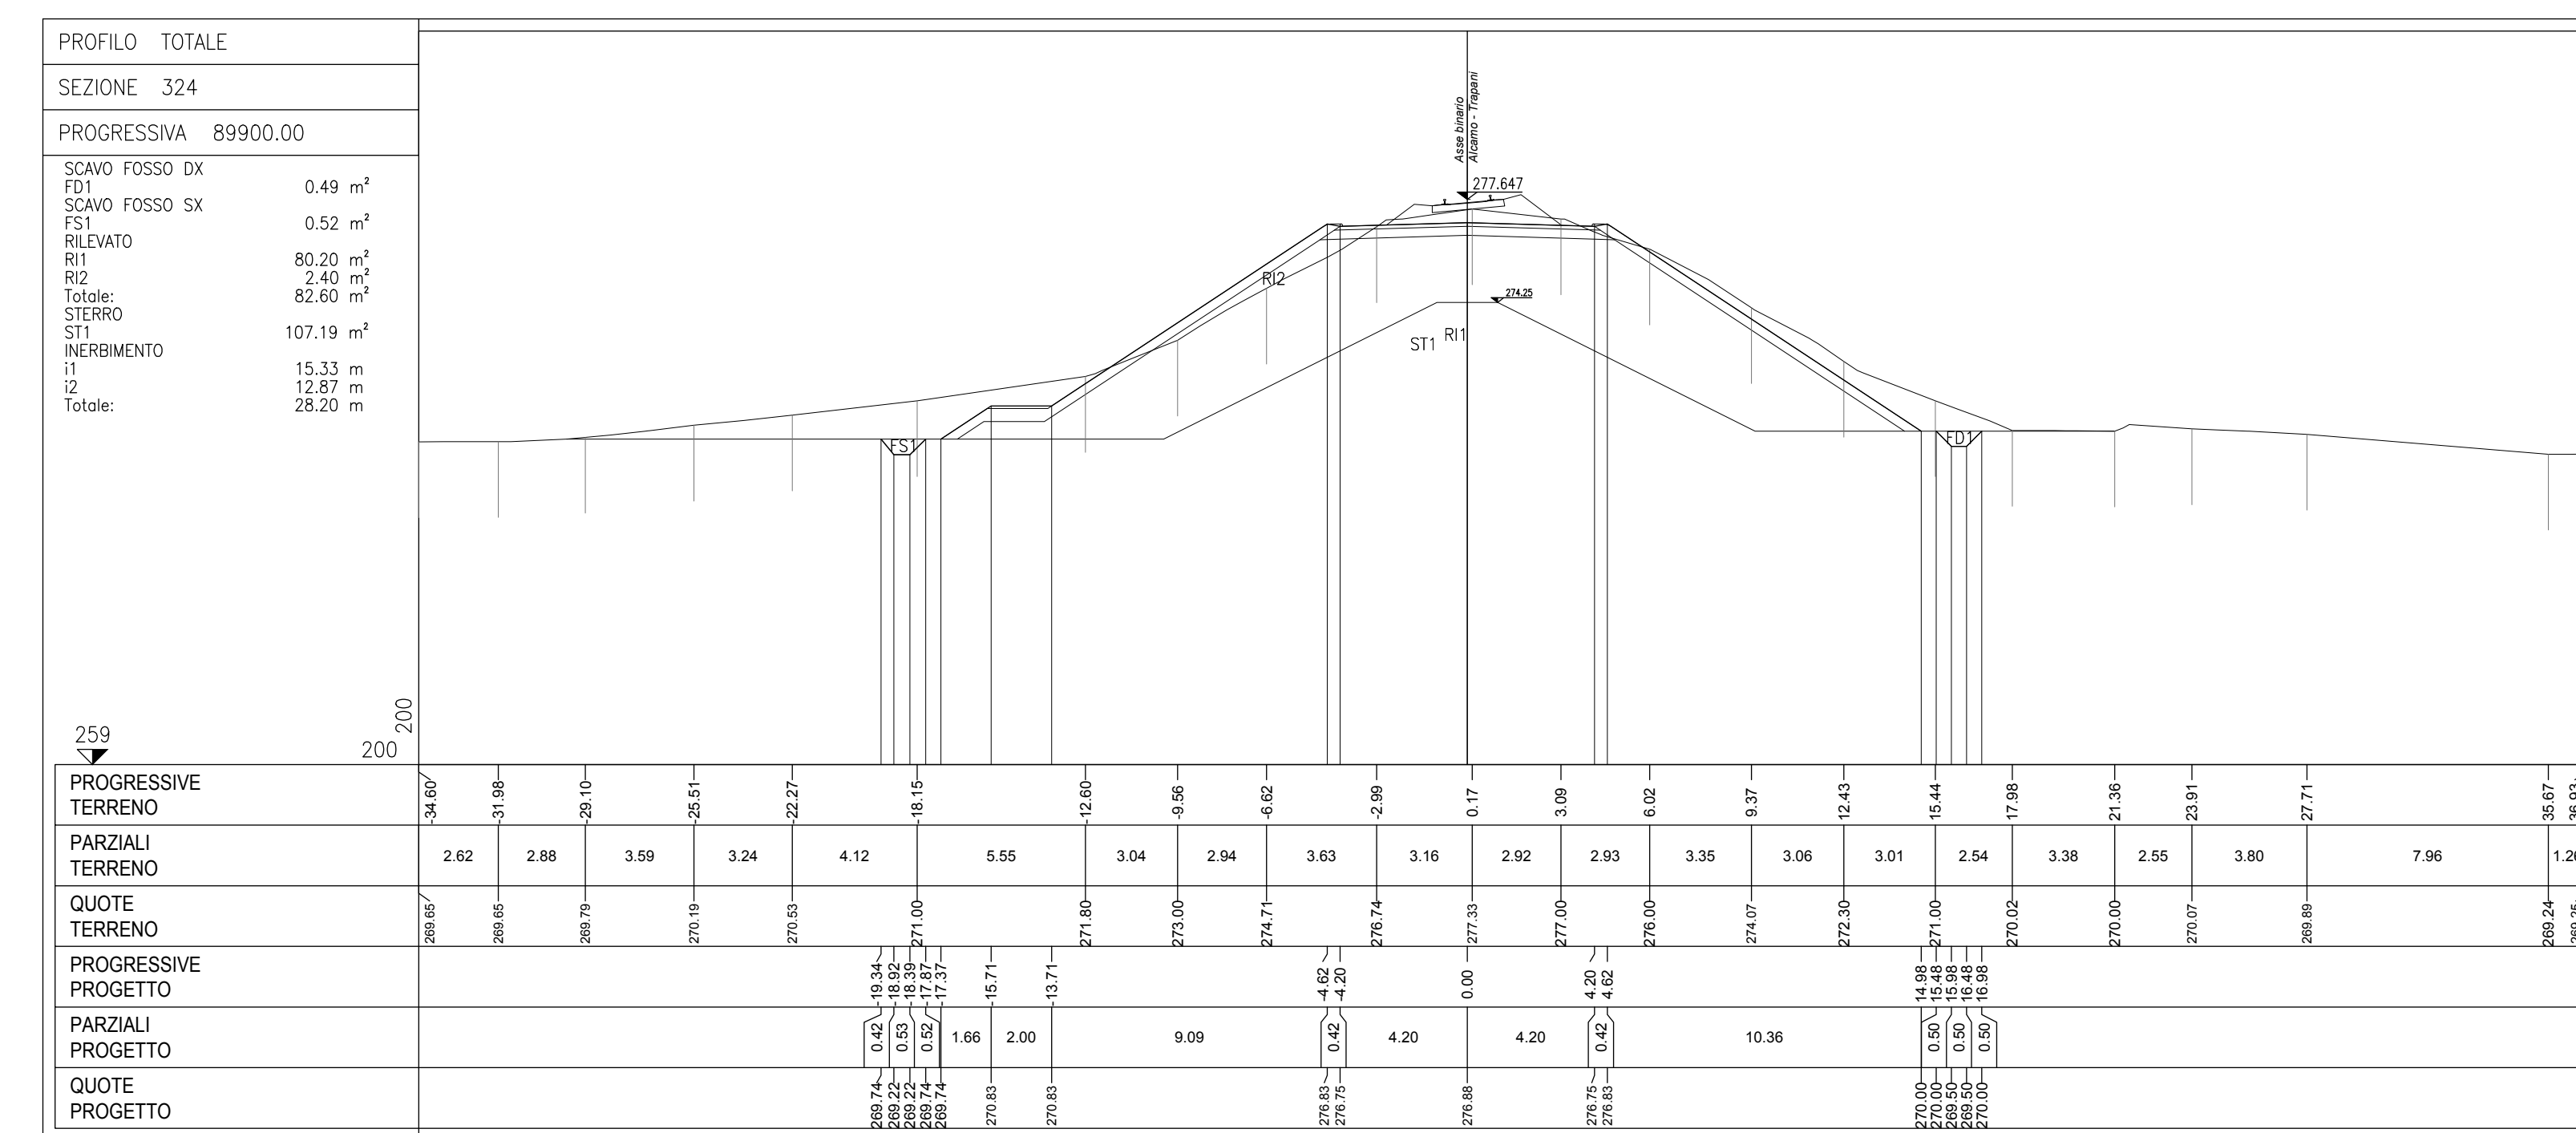 PROFILO TOTALE
SEZIONE 324
PROGRESSIVA 89900.00
SCAVO FOSSO DX
FD1 0.49 m²
SCAVO FOSSO SX
FS1 0.52 m²
RILEVATO
RI1 80.20 m²
RI2 2.40 m²
Totale: 82.60 m²
STERRO
ST1 107.19 m²
INERBIMENTO
i1 15.33 m
i2 12.87 m
Totale: 28.20 m
259
200
200
Asse binario
Alcamo - Trapani
277.647
RI2
274.25
ST1 RI1
FS1
FD1
PROGRESSIVE
TERRENO
-34.60 -31.98 -29.10 -25.51 -22.27 -18.15 -12.60 -9.56 -6.62 -2.99 0.17 3.09 6.02 9.37 12.43 15.44 17.98 21.36 23.91 27.71 35.67 36.93
PARZIALI
TERRENO
2.62 2.88 3.59 3.24 4.12 5.55 3.04 2.94 3.63 3.16 2.92 2.93 3.35 3.06 3.01 2.54 3.38 2.55 3.80 7.96
QUOTE
TERRENO
269.65 269.65 269.79 270.19 270.53 271.00 271.80 273.00 274.71 276.74 277.33 277.00 276.00 274.07 272.30 271.00 270.02 270.00 270.07 269.89 269.24
PROGRESSIVE
PROGETTO
-19.34 -18.92 -18.39 -17.87 -17.37 -15.71 -13.71 -4.62 -4.20 0.00 4.20 4.62 14.98 15.48 15.98 16.48 16.98
PARZIALI
PROGETTO
0.42 0.53 0.52 1.66 2.00 9.09 0.42 4.20 4.20 0.42 10.36 0.50 0.50 0.50
QUOTE
PROGETTO
269.74 269.22 269.22 269.74 269.74 270.83 270.83 276.83 276.75 276.88 276.75 276.83 270.00 270.00 269.50 269.50 270.00